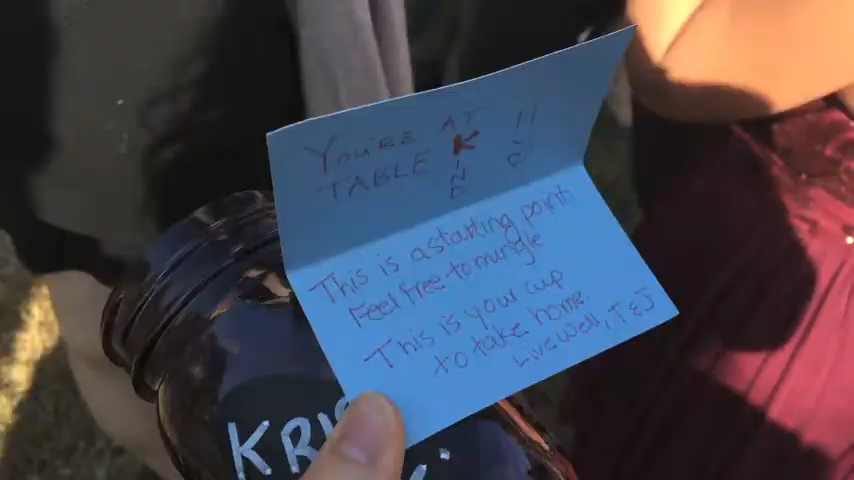 You're AT
TABLE KIND
This is a starting point
Feel free to mingle
This is your cup
to take home.
Live Well, T & J
KRIS